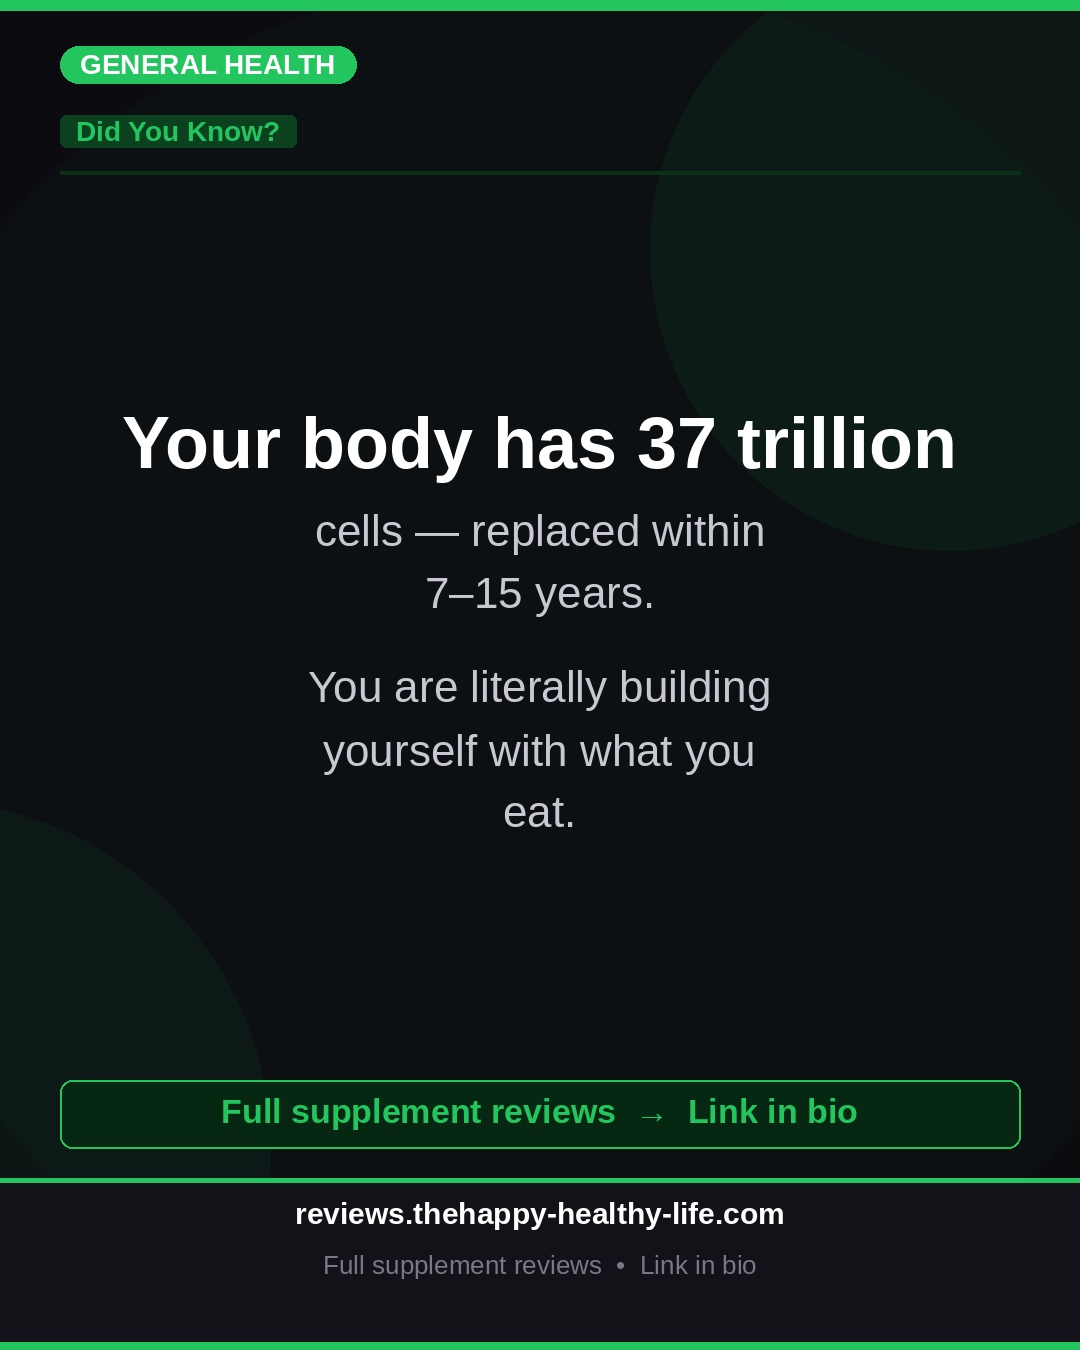 GENERAL HEALTH
Did You Know?
Your body has 37 trillion
cells — replaced within
7–15 years.
You are literally building
yourself with what you
eat.
Full supplement reviews → Link in bio
reviews.thehappy-healthy-life.com
Full supplement reviews • Link in bio